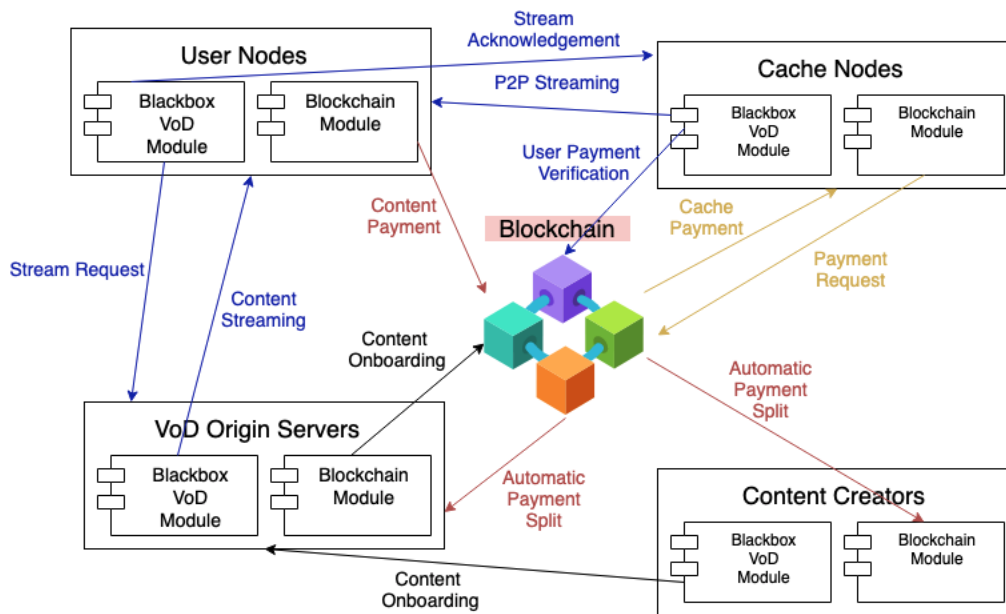 Stream
Acknowledgement
User Nodes
Blackbox
VoD
Module
Blockchain
Module
P2P Streaming
Cache Nodes
Blackbox
VoD
Module
Blockchain
Module
User Payment
Verification
Content
Payment
Cache
Payment
Blockchain
Payment
Request
Stream Request
Content
Streaming
Content
Onboarding
Automatic
Payment
Split
VoD Origin Servers
Blackbox
VoD
Module
Blockchain
Module
Automatic
Payment
Split
Content Creators
Blackbox
VoD
Module
Blockchain
Module
Content
Onboarding